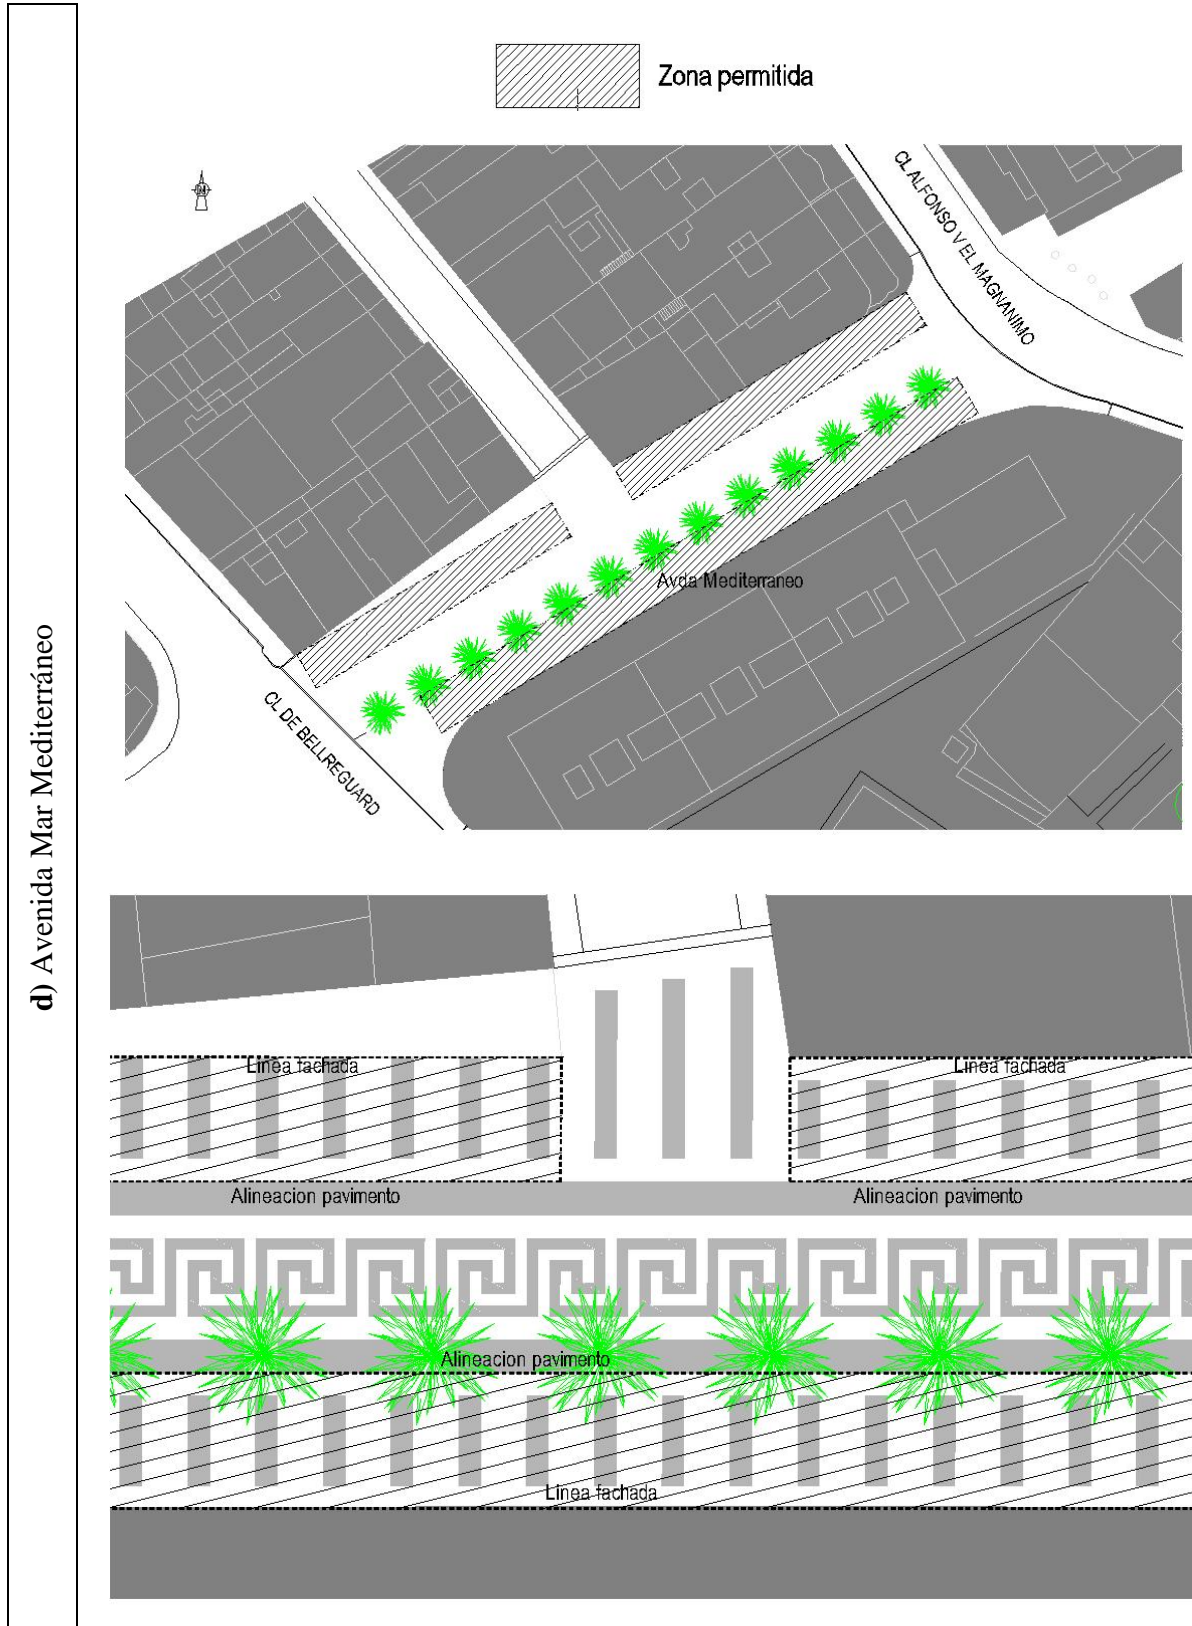 d) Avenida Mar Mediterráneo
Zona permitida
CL ALFONSO V EL MAGNANIMO
Avda Mediterraneo
CL DE BELLREGUARD
Linea fachada
Linea fachada
Alineacion pavimento
Alineacion pavimento
Alineacion pavimento
Linea fachada